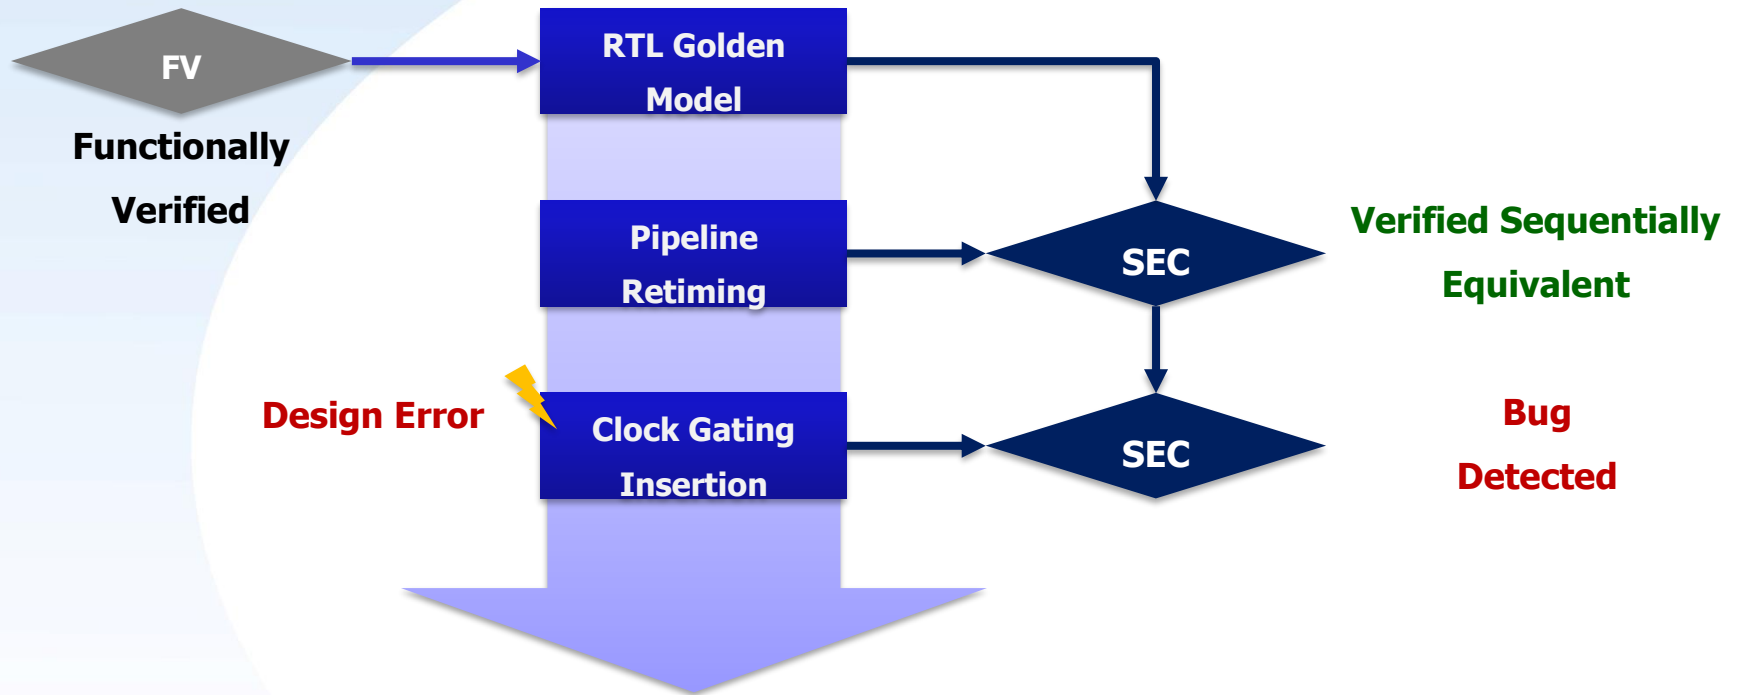 FV
Functionally
Verified
RTL Golden
Model
Pipeline
Retiming
SEC
Verified Sequentially
Equivalent
Design Error
Clock Gating
Insertion
SEC
Bug
Detected